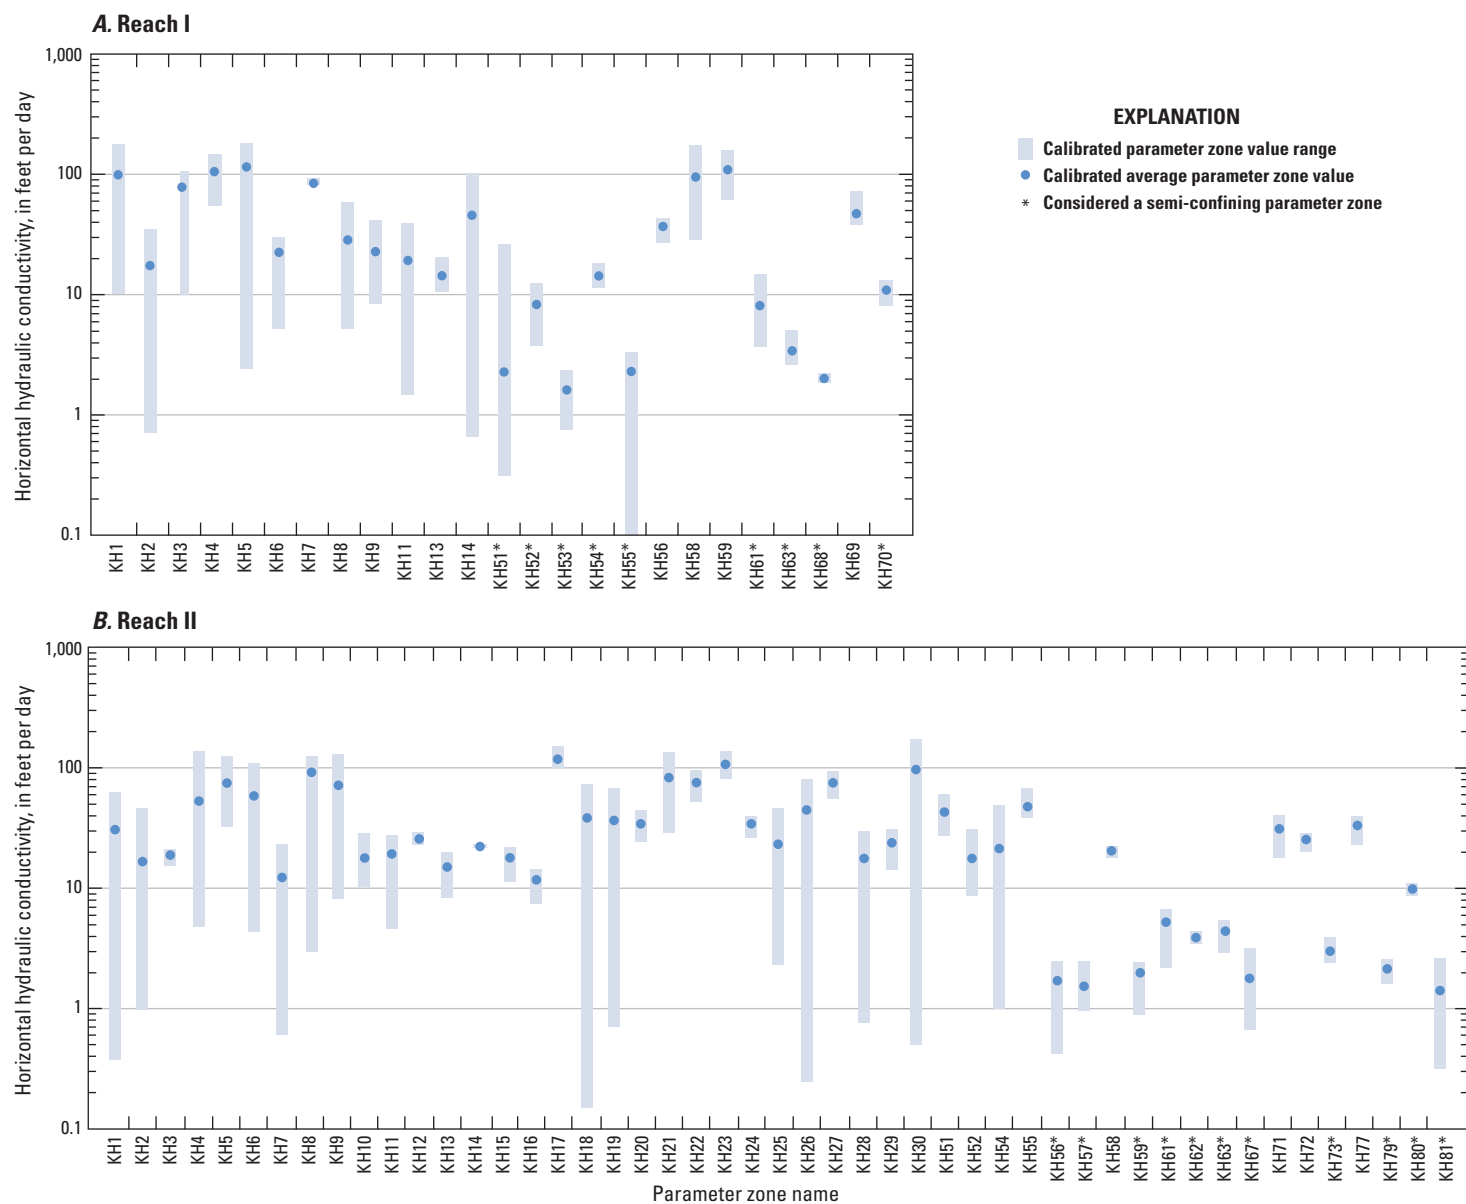 A. Reach I
1,000
100
10
1
0.1
Horizontal hydraulic conductivity, in feet per day
KH1
KH2
KH3
KH4
KH5
KH6
KH7
KH8
KH9
KH11
KH13
KH14
KH51*
KH52*
KH53*
KH54*
KH55*
KH56
KH58
KH59
KH61*
KH63*
KH68*
KH69
KH70*
EXPLANATION
Calibrated parameter zone value range
Calibrated average parameter zone value
* Considered a semi-confining parameter zone
B. Reach II
1,000
100
10
1
0.1
Horizontal hydraulic conductivity, in feet per day
KH1
KH2
KH3
KH4
KH5
KH6
KH7
KH8
KH9
KH10
KH11
KH12
KH13
KH14
KH15
KH16
KH17
KH18
KH19
KH20
KH21
KH22
KH23
KH24
KH25
KH26
KH27
KH28
KH29
KH30
KH51
KH52
KH54
KH55
KH56*
KH57*
KH58
KH59*
KH61*
KH62*
KH63*
KH67*
KH71
KH72
KH73*
KH77
KH79*
KH80*
KH81*
Parameter zone name